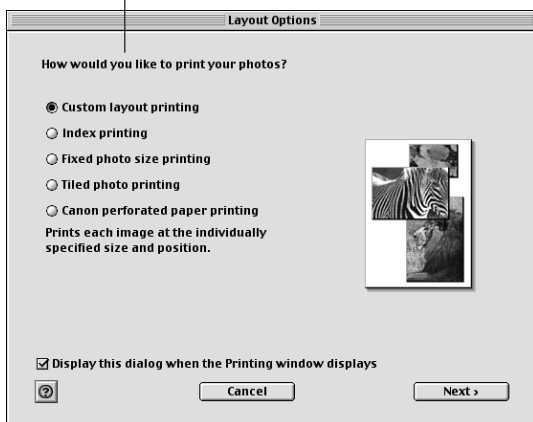 Layout Options
How would you like to print your photos?
Custom layout printing
Index printing
Fixed photo size printing
Tiled photo printing
Canon perforated paper printing
Prints each image at the individually
specified size and position.
Display this dialog when the Printing window displays
?
Cancel
Next ›